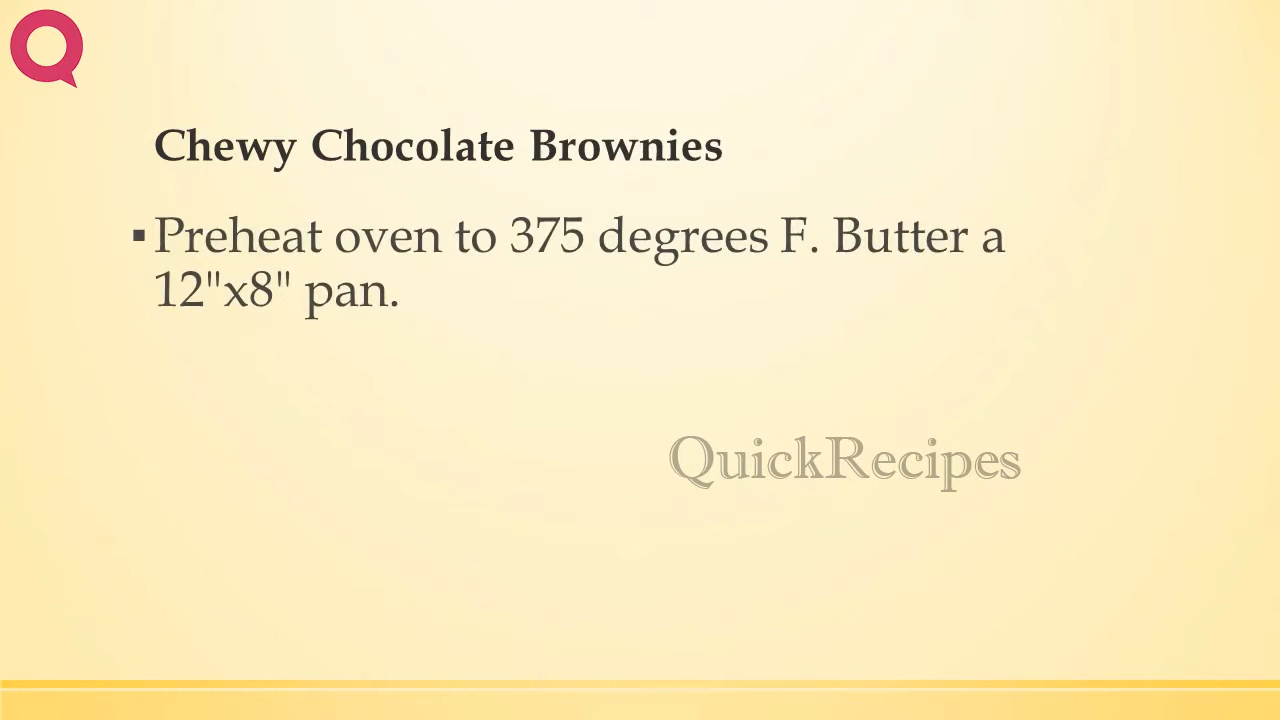 Chewy Chocolate Brownies
▪ Preheat oven to 375 degrees F. Butter a
12"x8" pan.
QuickRecipes